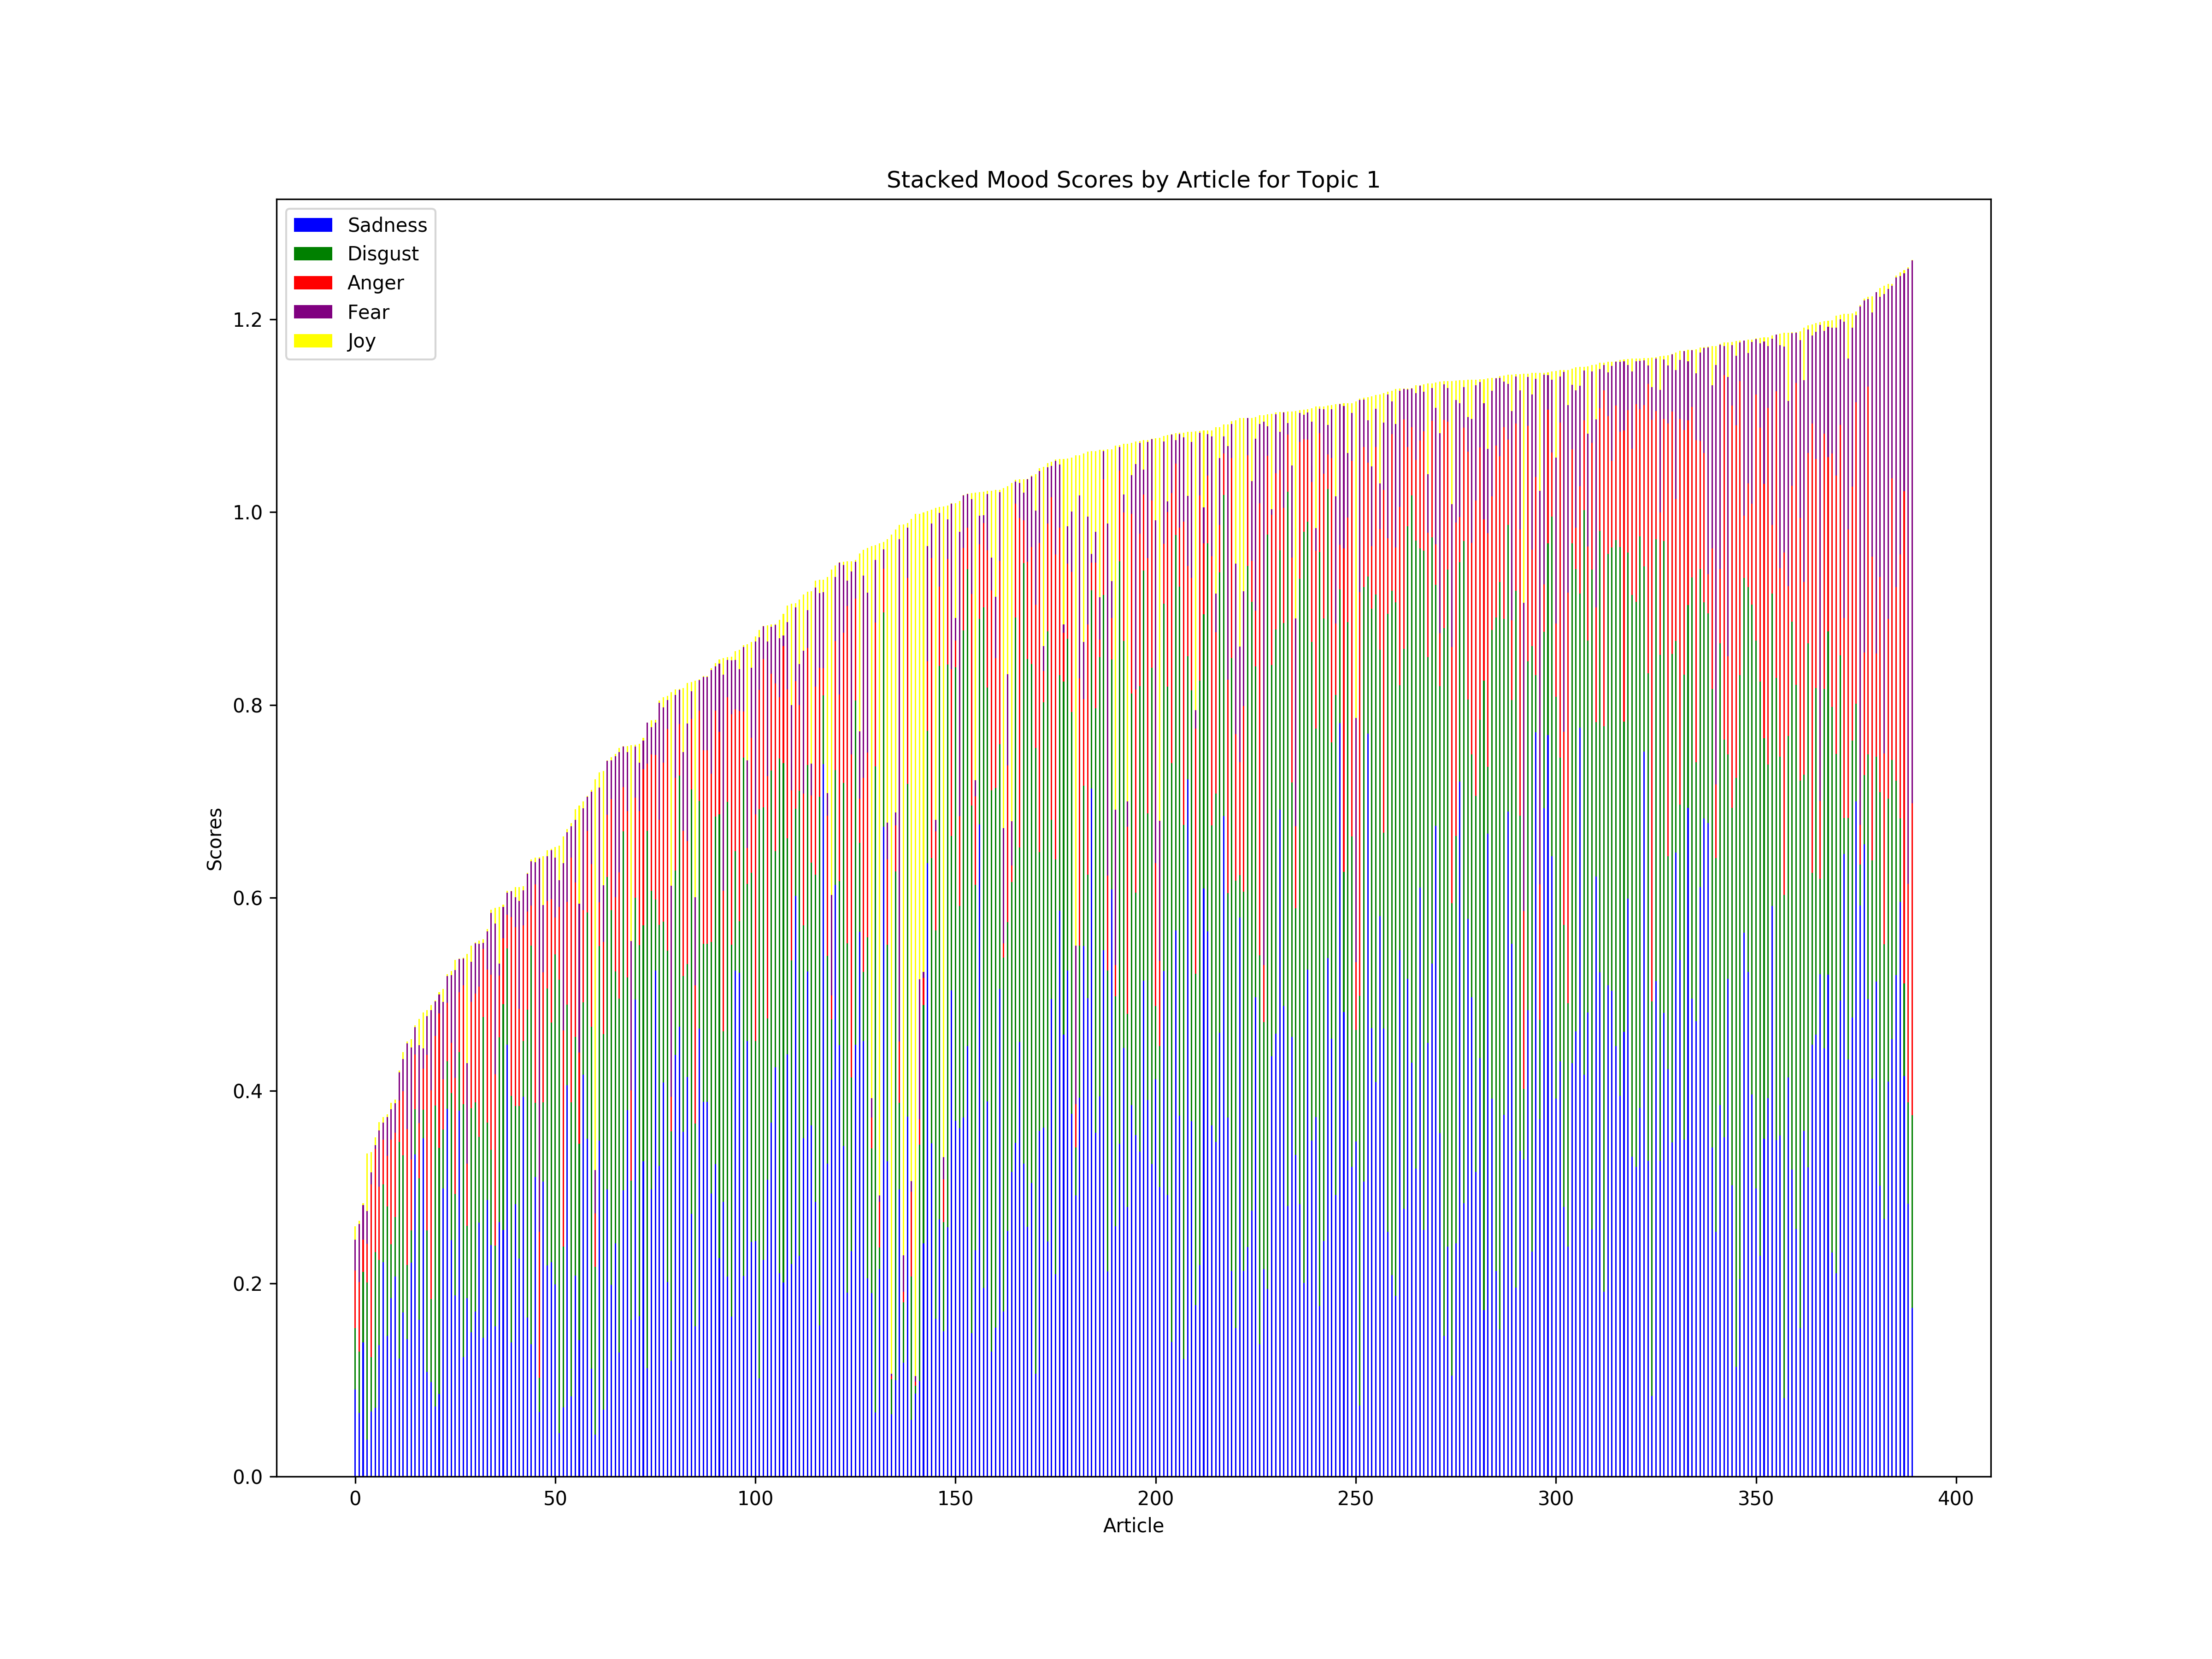 Stacked Mood Scores by Article for Topic 1
Sadness
Disgust
Anger
Fear
Joy
1.2
1.0
0.8
0.6
0.4
0.2
0.0
Scores
0 50 100 150 200 250 300 350 400
Article